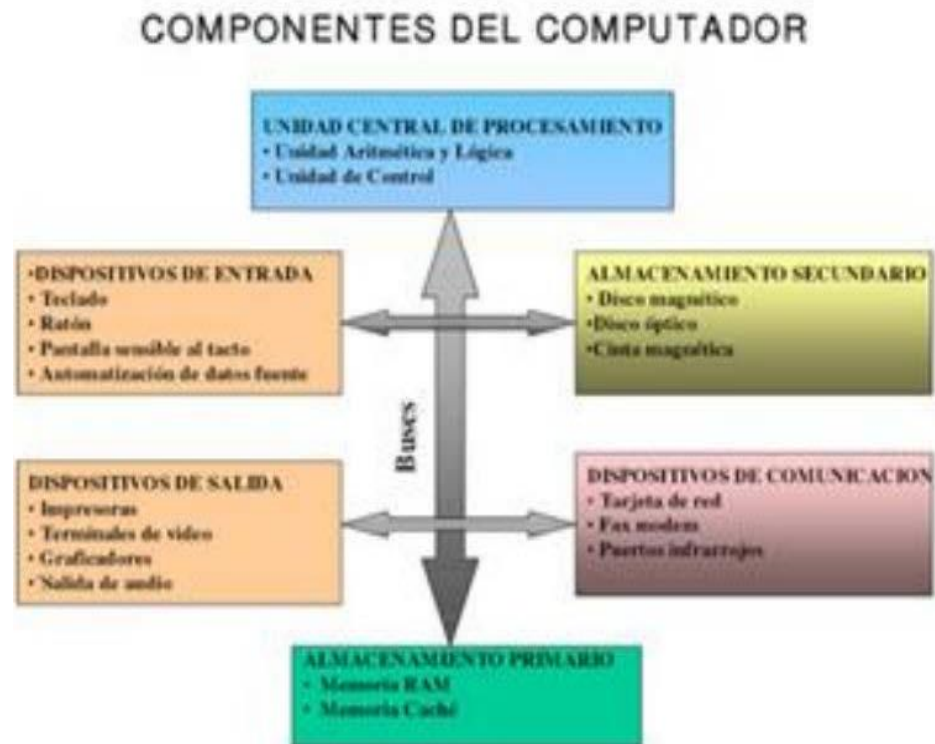 COMPONENTES DEL COMPUTADOR
UNIDAD CENTRAL DE PROCESAMIENTO
• Unidad Aritmética y Lógica
• Unidad de Control
•DISPOSITIVOS DE ENTRADA
• Teclado
• Ratón
• Pantalla sensible al tacto
• Automatización de datos fuente
ALMACENAMIENTO SECUNDARIO
• Disco magnético
•Disco óptico
•Cinta magnética
Buses
DISPOSITIVOS DE SALIDA
• Impresoras
• Terminales de video
• Graficadores
• Salida de audio
DISPOSITIVOS DE COMUNICACION
• Tarjeta de red
• Fax modem
• Puertos infrarrojos
ALMACENAMIENTO PRIMARIO
• Memoria RAM
• Memoria Caché